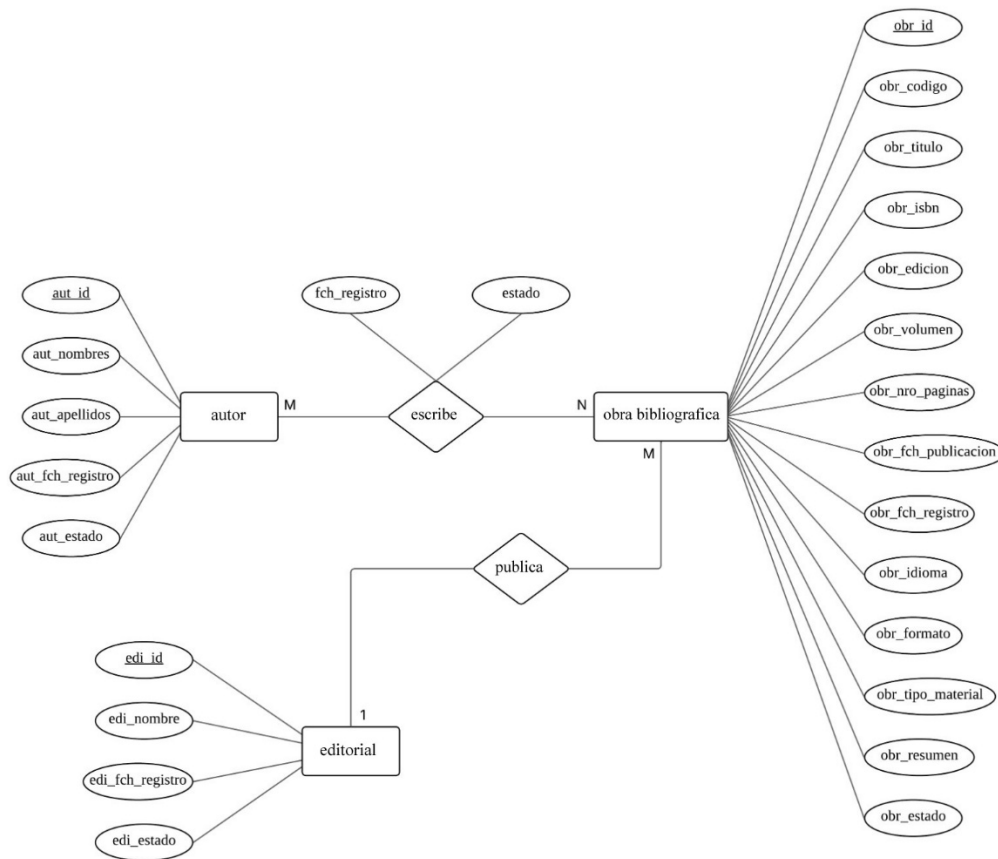 obr_id
obr_codigo
obr_titulo
obr_isbn
obr_edicion
obr_volumen
obr_nro_paginas
obr_fch_publicacion
obr_fch_registro
obr_idioma
obr_formato
obr_tipo_material
obr_resumen
obr_estado
fch_registro
estado
aut_id
aut_nombres
aut_apellidos
aut_fch_registro
aut_estado
autor
M
escribe
N
obra bibliografica
M
publica
1
editorial
edi_id
edi_nombre
edi_fch_registro
edi_estado